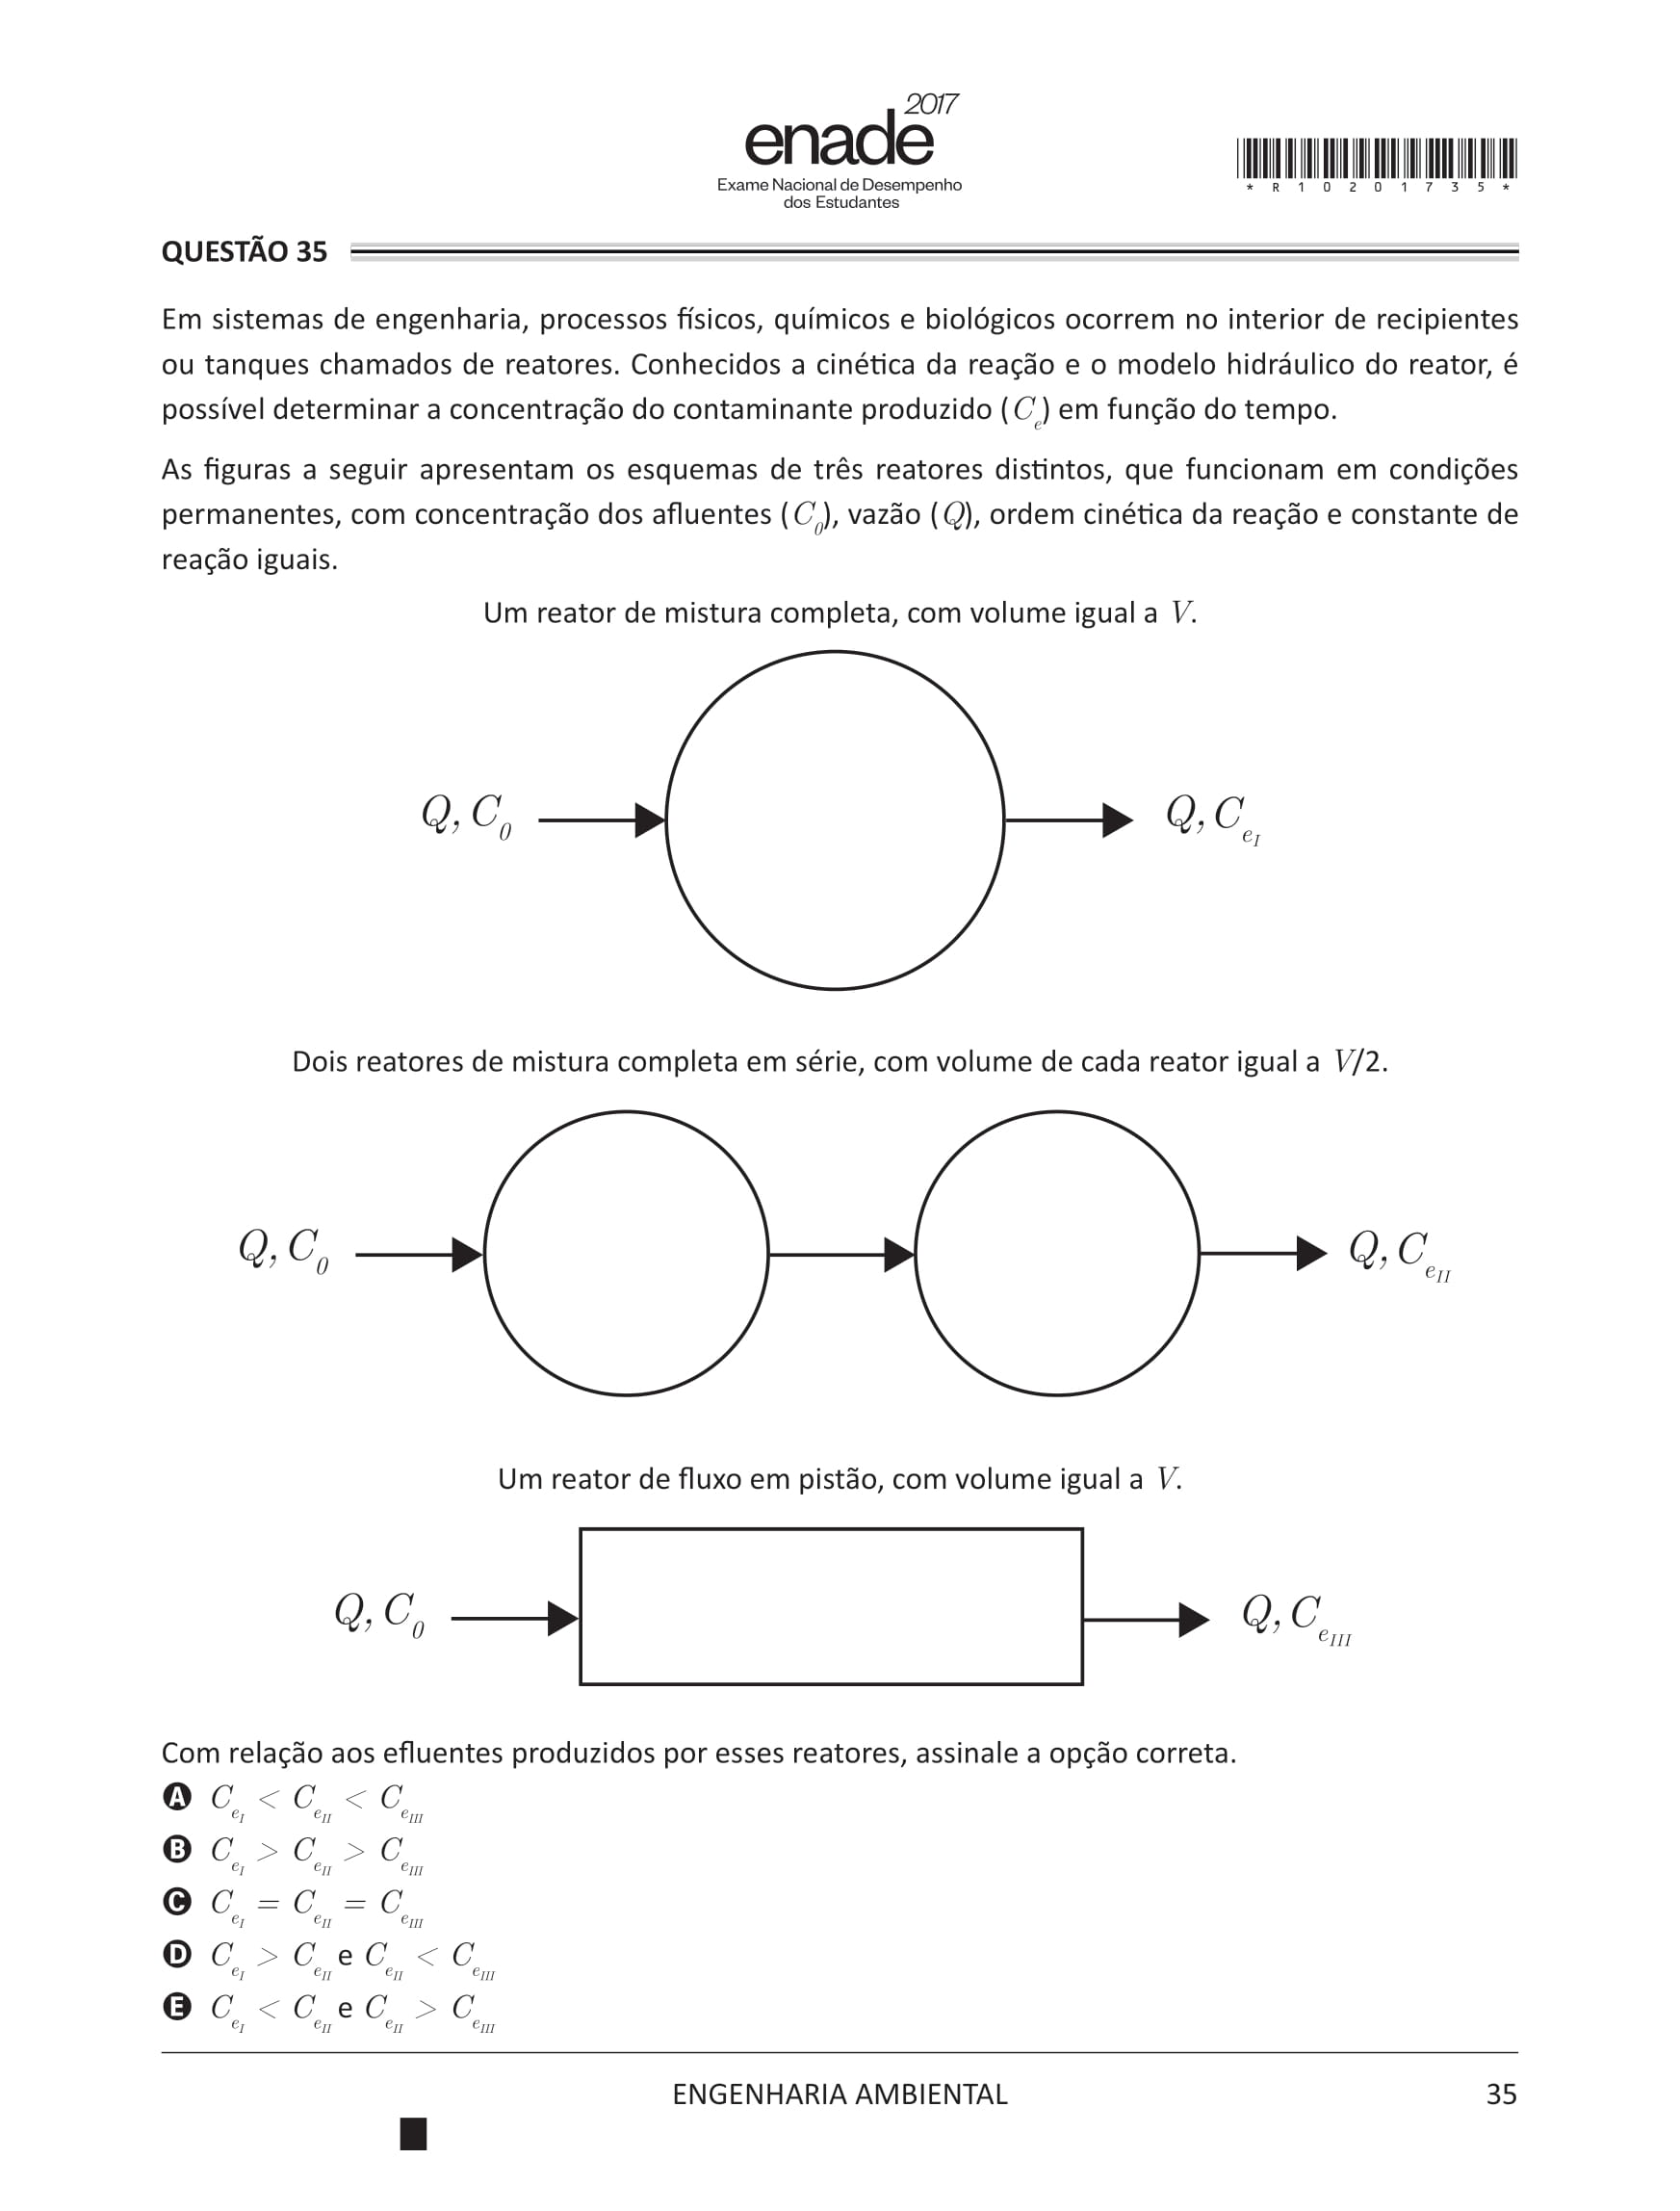 2017
enade
Exame Nacional de Desempenho
dos Estudantes
* R 1 0 2 0 1 7 3 5 *
QUESTÃO 35
Em sistemas de engenharia, processos físicos, químicos e biológicos ocorrem no interior de recipientes
ou tanques chamados de reatores. Conhecidos a cinética da reação e o modelo hidráulico do reator, é
possível determinar a concentração do contaminante produzido (C_e) em função do tempo.
As figuras a seguir apresentam os esquemas de três reatores distintos, que funcionam em condições
permanentes, com concentração dos afluentes (C_0), vazão (Q), ordem cinética da reação e constante de
reação iguais.
Um reator de mistura completa, com volume igual a V.
Q, C_0
Q, C_{e_I}
Dois reatores de mistura completa em série, com volume de cada reator igual a V/2.
Q, C_0
Q, C_{e_{II}}
Um reator de fluxo em pistão, com volume igual a V.
Q, C_0
Q, C_{e_{III}}
Com relação aos efluentes produzidos por esses reatores, assinale a opção correta.
A C_{e_I} < C_{e_{II}} < C_{e_{III}}
B C_{e_I} > C_{e_{II}} > C_{e_{III}}
C C_{e_I} = C_{e_{II}} = C_{e_{III}}
D C_{e_I} > C_{e_{II}} e C_{e_{II}} < C_{e_{III}}
E C_{e_I} < C_{e_{II}} e C_{e_{II}} > C_{e_{III}}
ENGENHARIA AMBIENTAL
35